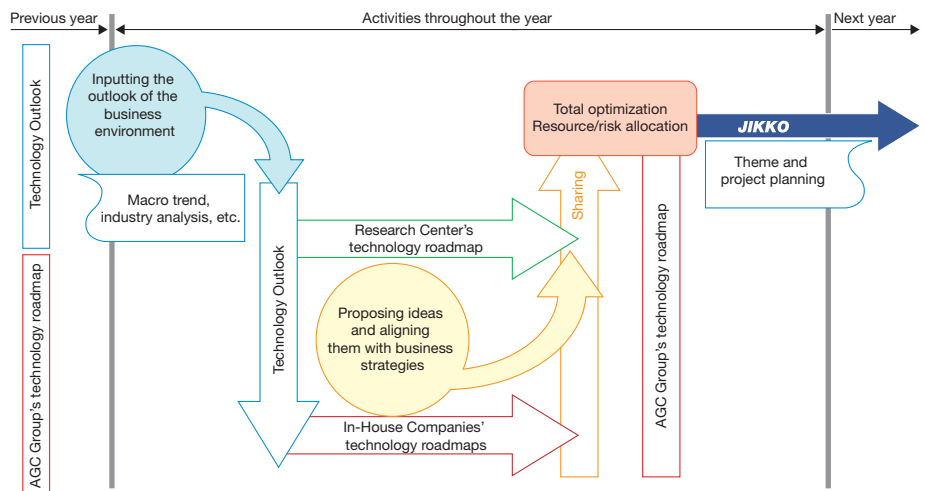 Previous year
Activities throughout the year
Next year
Technology Outlook
AGC Group's technology roadmap
Inputting the
outlook of the
business
environment
Macro trend,
industry analysis, etc.
Technology Outlook
Research Center's
technology roadmap
Proposing ideas
and aligning
them with business
strategies
In-House Companies'
technology roadmaps
Sharing
Total optimization
Resource/risk allocation
AGC Group's technology roadmap
JIKKO
Theme and
project planning